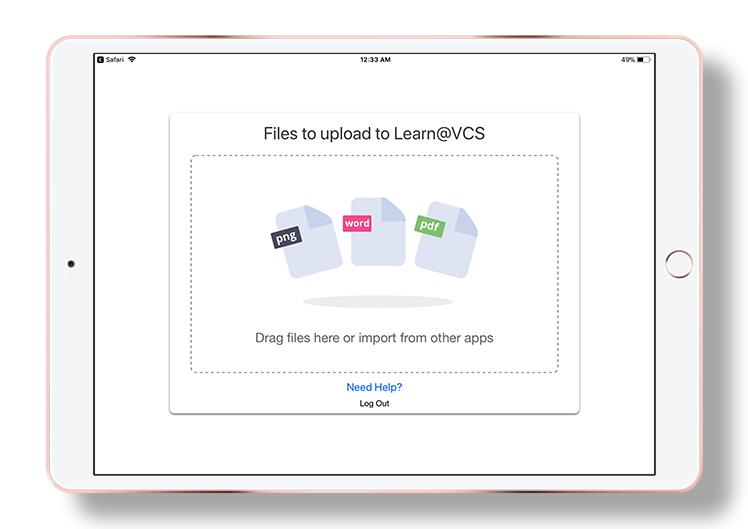 Safari
12:33 AM
49%
Files to upload to Learn@VCS
png
word
pdf
Drag files here or import from other apps
Need Help?
Log Out